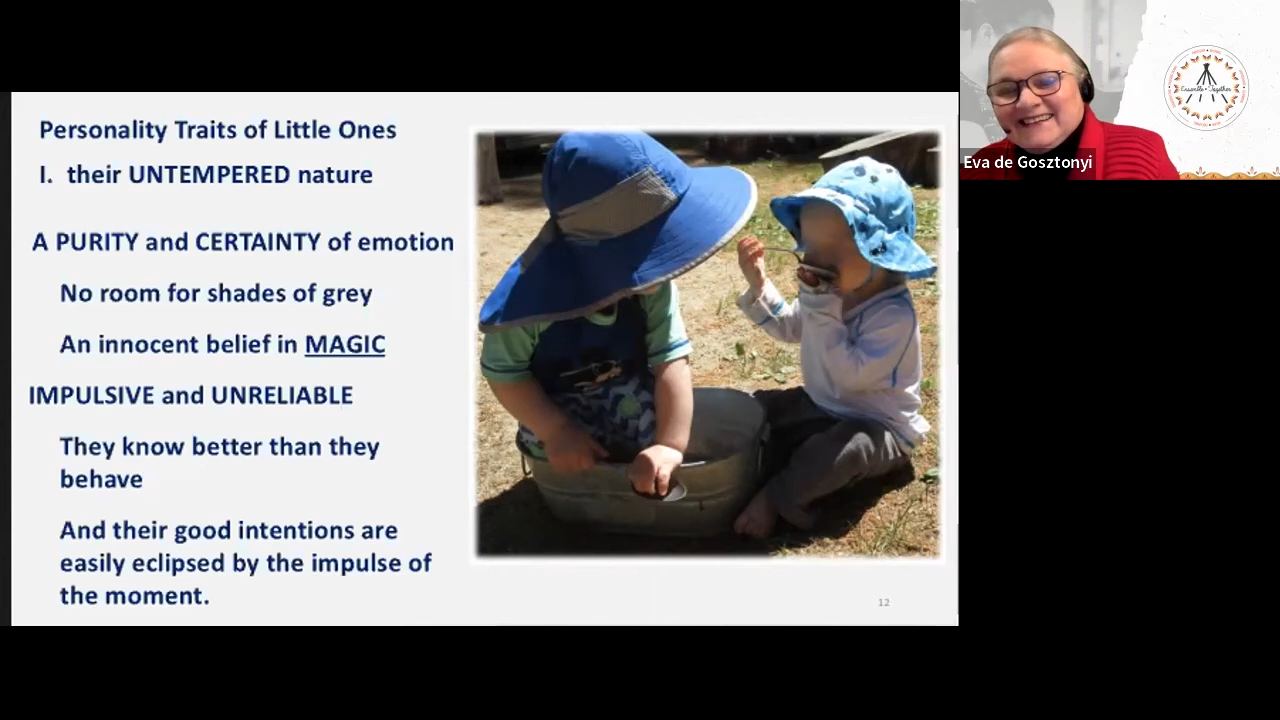 Personality Traits of Little Ones
I. their UNTEMPERED nature
A PURITY and CERTAINTY of emotion
No room for shades of grey
An innocent belief in MAGIC
IMPULSIVE and UNRELIABLE
They know better than they
behave
And their good intentions are
easily eclipsed by the impulse of
the moment.
12
Ensemble • Together
Eva de Gosztonyi